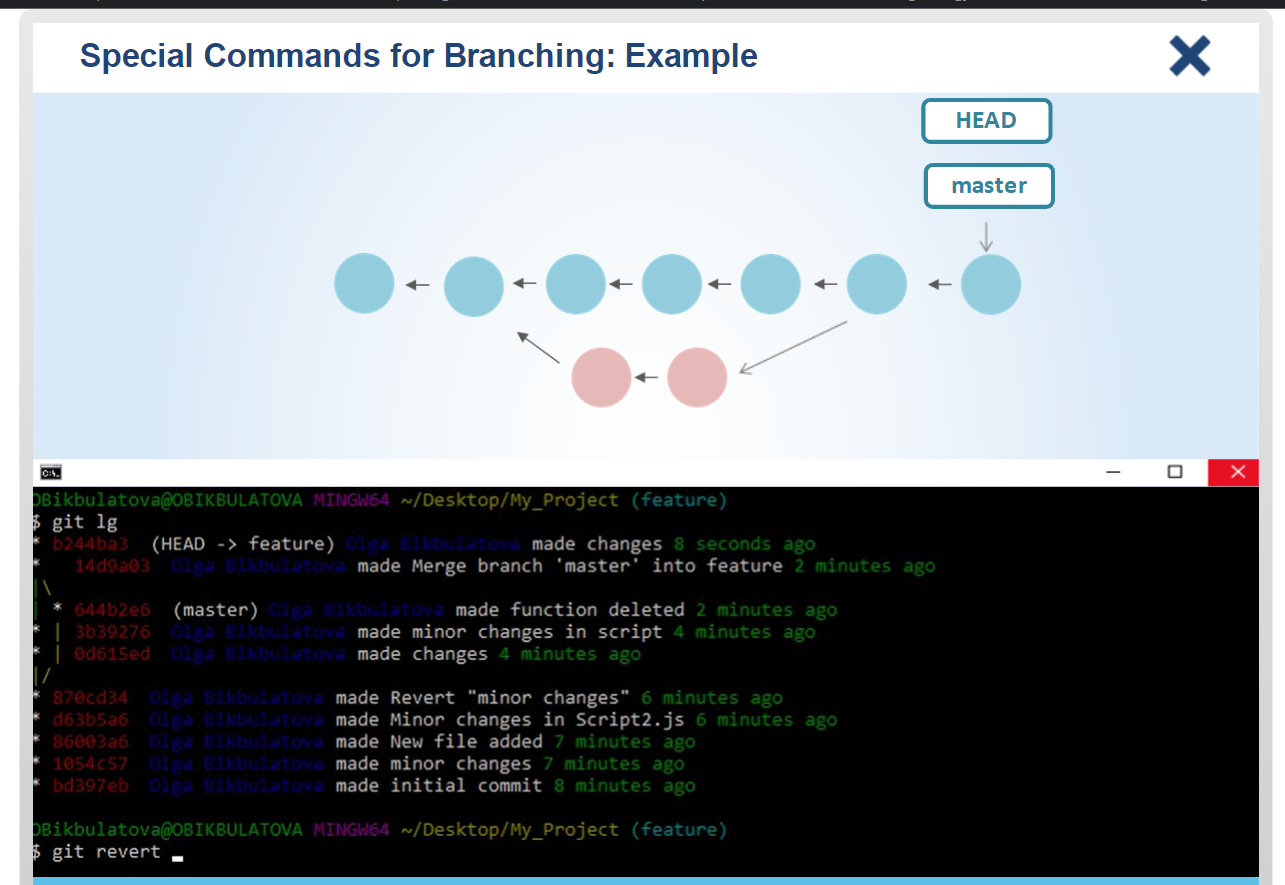 Special Commands for Branching: Example
HEAD
master
OBikbulatova@OBIKBULATOVA MINGW64 ~/Desktop/My_Project (feature)
$ git lg
* b244ba3 (HEAD -> feature) Olga Bikbulatova made changes 8 seconds ago
* 14d9a03 Olga Bikbulatova made Merge branch 'master' into feature 2 minutes ago
|\
| * 644b2e6 (master) Olga Bikbulatova made function deleted 2 minutes ago
* | 3b39276 Olga Bikbulatova made minor changes in script 4 minutes ago
* | 0d615ed Olga Bikbulatova made changes 4 minutes ago
|/
* 870cd34 Olga Bikbulatova made Revert "minor changes" 6 minutes ago
* d63b5a6 Olga Bikbulatova made Minor changes in Script2.js 6 minutes ago
* 86003a6 Olga Bikbulatova made New file added 7 minutes ago
* 1054c57 Olga Bikbulatova made minor changes 7 minutes ago
* bd397eb Olga Bikbulatova made initial commit 8 minutes ago
OBikbulatova@OBIKBULATOVA MINGW64 ~/Desktop/My_Project (feature)
$ git revert _